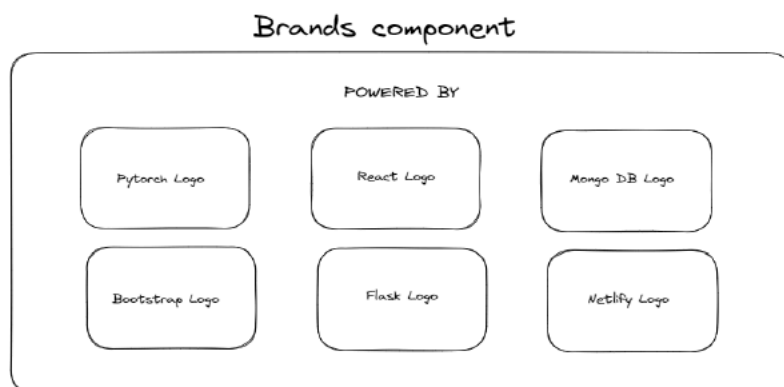 Brands component
POWERED BY
Pytorch Logo
React Logo
Mongo DB Logo
Bootstrap Logo
Flask Logo
Netlify Logo